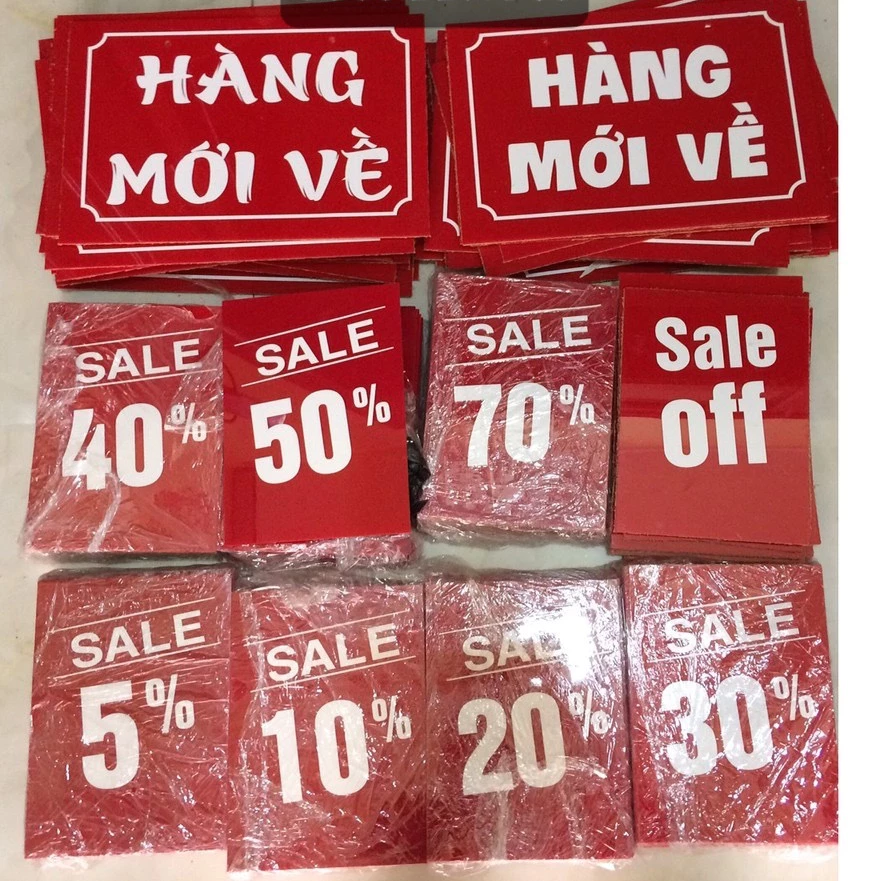 HÀNG
MỚI VỀ
HÀNG
MỚI VỀ
SALE
40%
SALE
50%
SALE
70%
Sale
off
SALE
5%
SALE
10%
SALE
20%
SALE
30%